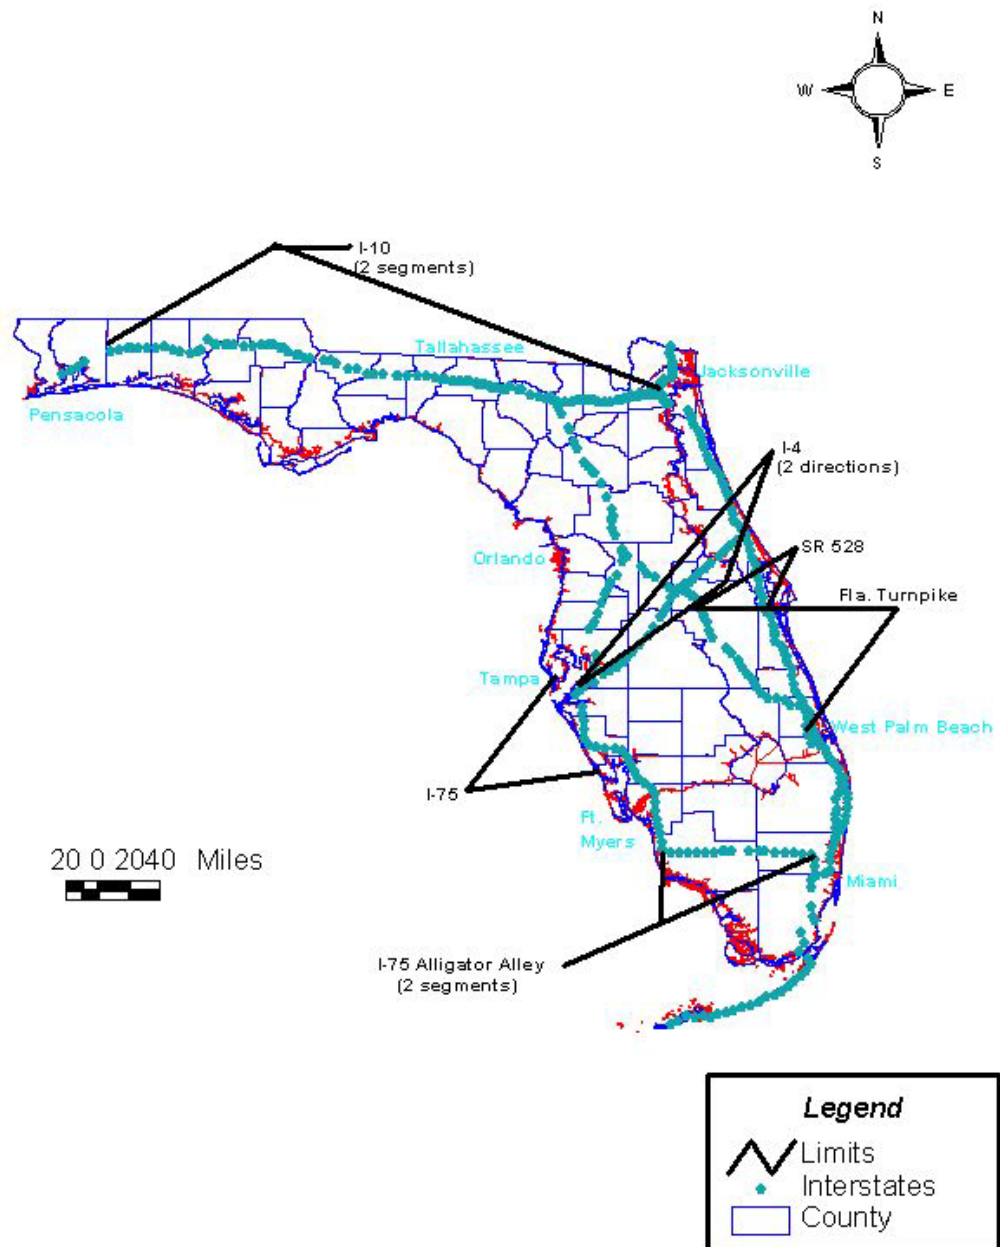 N
W
E
S
I-10
(2 segments)
Tallahassee
Jacksonville
Pensacola
I-4
(2 directions)
SR 528
Orlando
Fla. Turnpike
Tampa
West Palm Beach
I-75
Ft.
Myers
20 0 2040 Miles
Miami
I-75 Alligator Alley
(2 segments)
Legend
Limits
Interstates
County